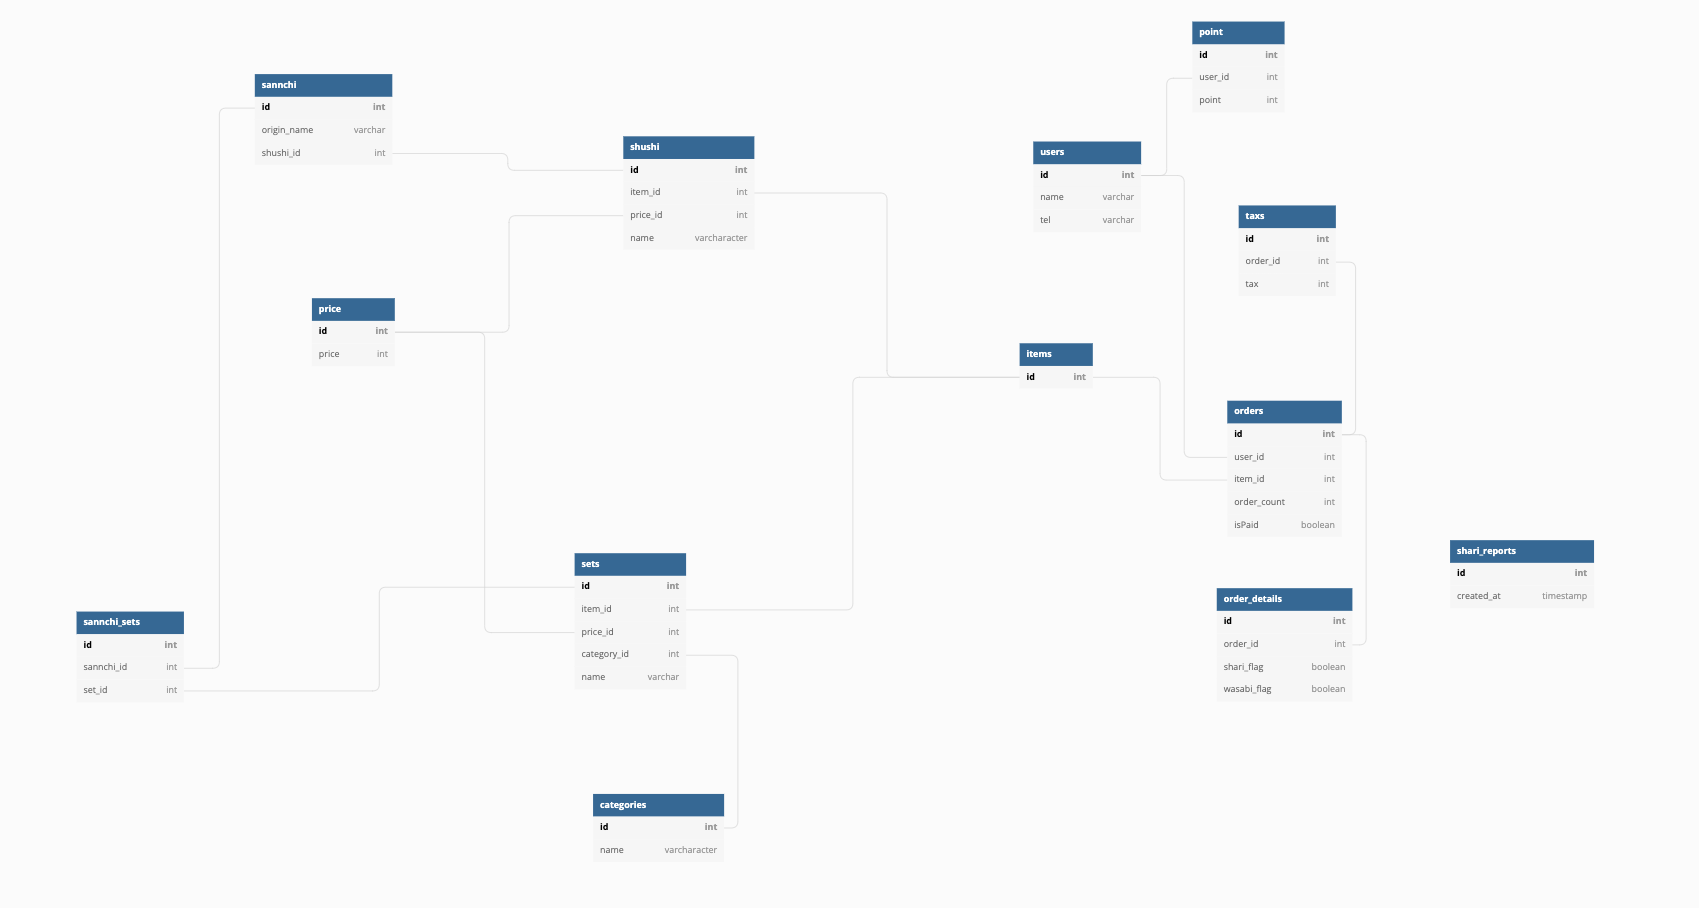 point
id int
user_id int
point int
sannchi
id int
origin_name varchar
shushi_id int
shushi
id int
item_id int
price_id int
name varcharacter
users
id int
name varchar
tel varchar
taxs
id int
order_id int
tax int
price
id int
price int
items
id int
orders
id int
user_id int
item_id int
order_count int
isPaid boolean
shari_reports
id int
created_at timestamp
sets
id int
item_id int
price_id int
category_id int
name varchar
order_details
id int
order_id int
shari_flag boolean
wasabi_flag boolean
sannchi_sets
id int
sannchi_id int
set_id int
categories
id int
name varcharacter